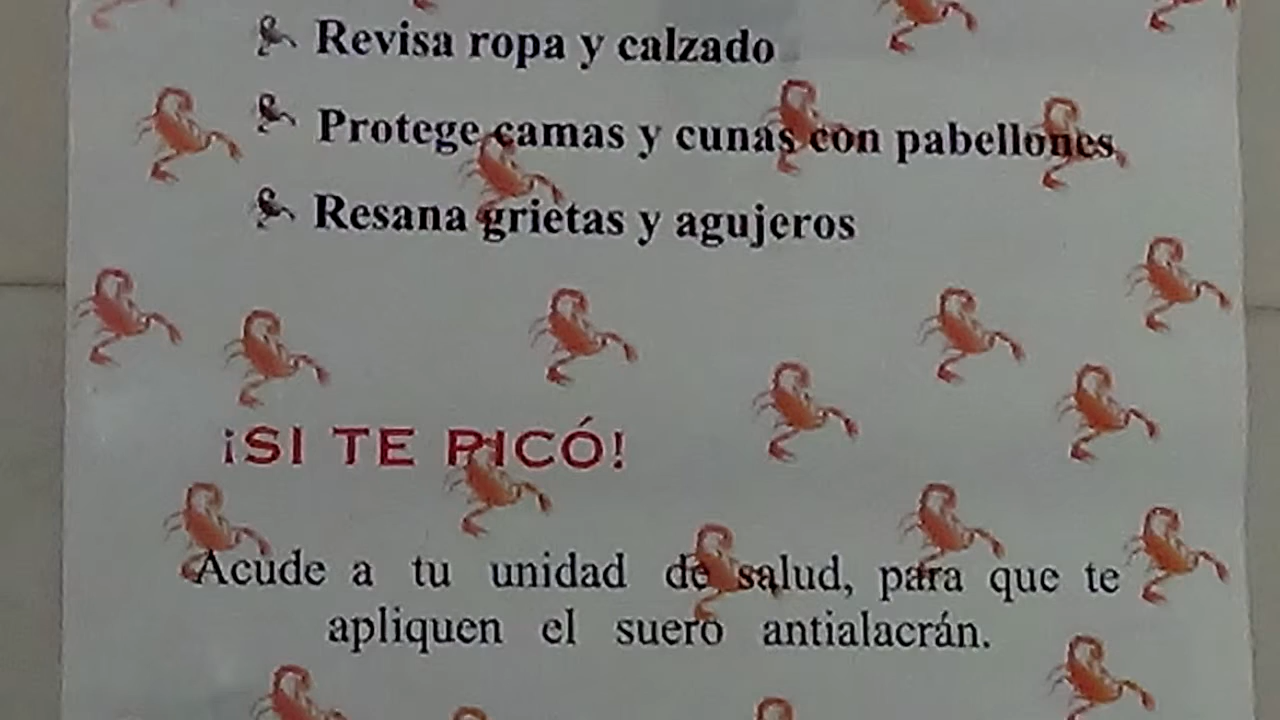 Revisa ropa y calzado
Protege camas y cunas con pabellones
Resana grietas y agujeros
¡SI TE PICÓ!
Acude a tu unidad de salud, para que te
apliquen el suero antialacrán.